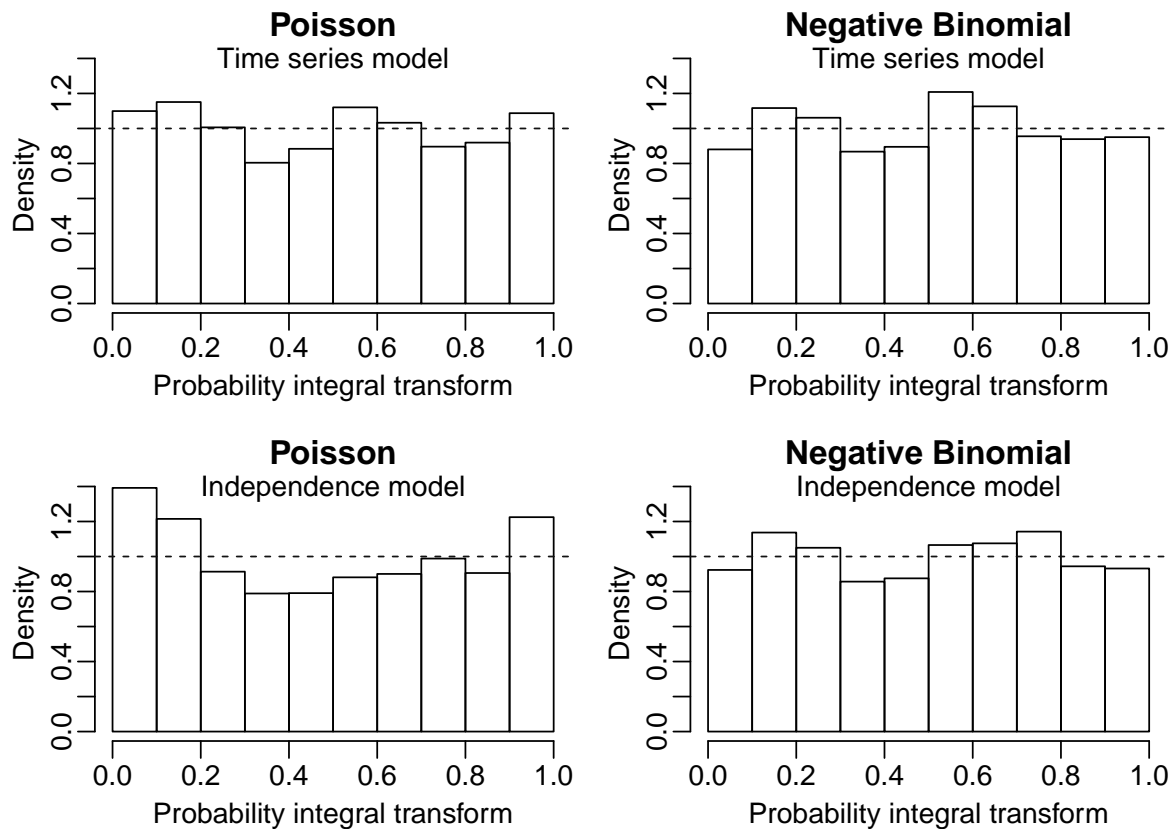 Poisson
Time series model
Density
0.0 0.4 0.8 1.2
0.0 0.2 0.4 0.6 0.8 1.0
Probability integral transform
Negative Binomial
Time series model
Density
0.0 0.4 0.8 1.2
0.0 0.2 0.4 0.6 0.8 1.0
Probability integral transform
Poisson
Independence model
Density
0.0 0.4 0.8 1.2
0.0 0.2 0.4 0.6 0.8 1.0
Probability integral transform
Negative Binomial
Independence model
Density
0.0 0.4 0.8 1.2
0.0 0.2 0.4 0.6 0.8 1.0
Probability integral transform